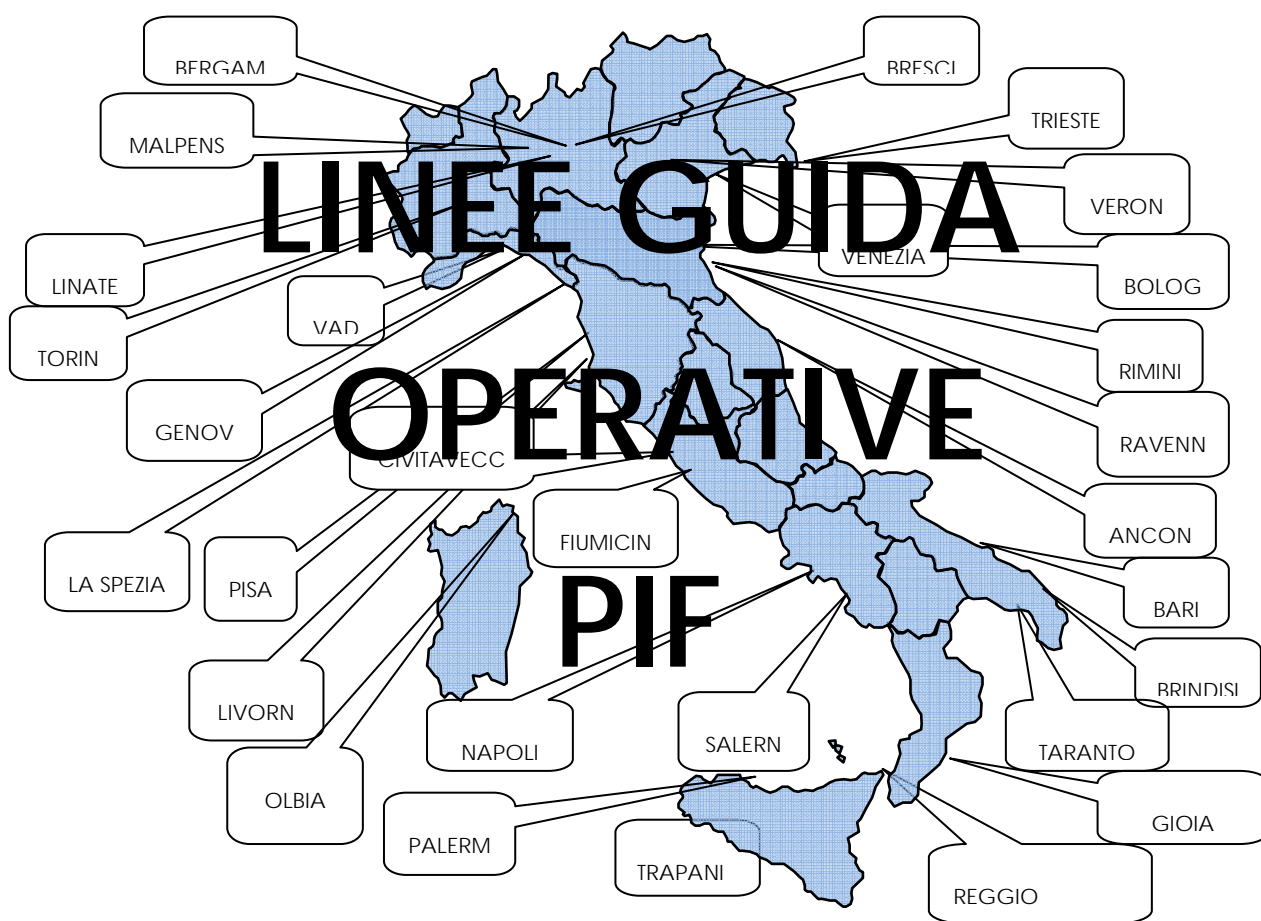 BERGAM
BRESCI
MALPENS
TRIESTE
LINEE GUIDA
VERON
VENEZIA
LINATE
BOLOG
VAD
TORIN
RIMINI
OPERATIVE
GENOV
CIVITAVECC
RAVENN
FIUMICIN
ANCON
LA SPEZIA
PISA
PIF
BARI
BRINDISI
LIVORN
NAPOLI
SALERN
TARANTO
OLBIA
GIOIA
PALERM
TRAPANI
REGGIO